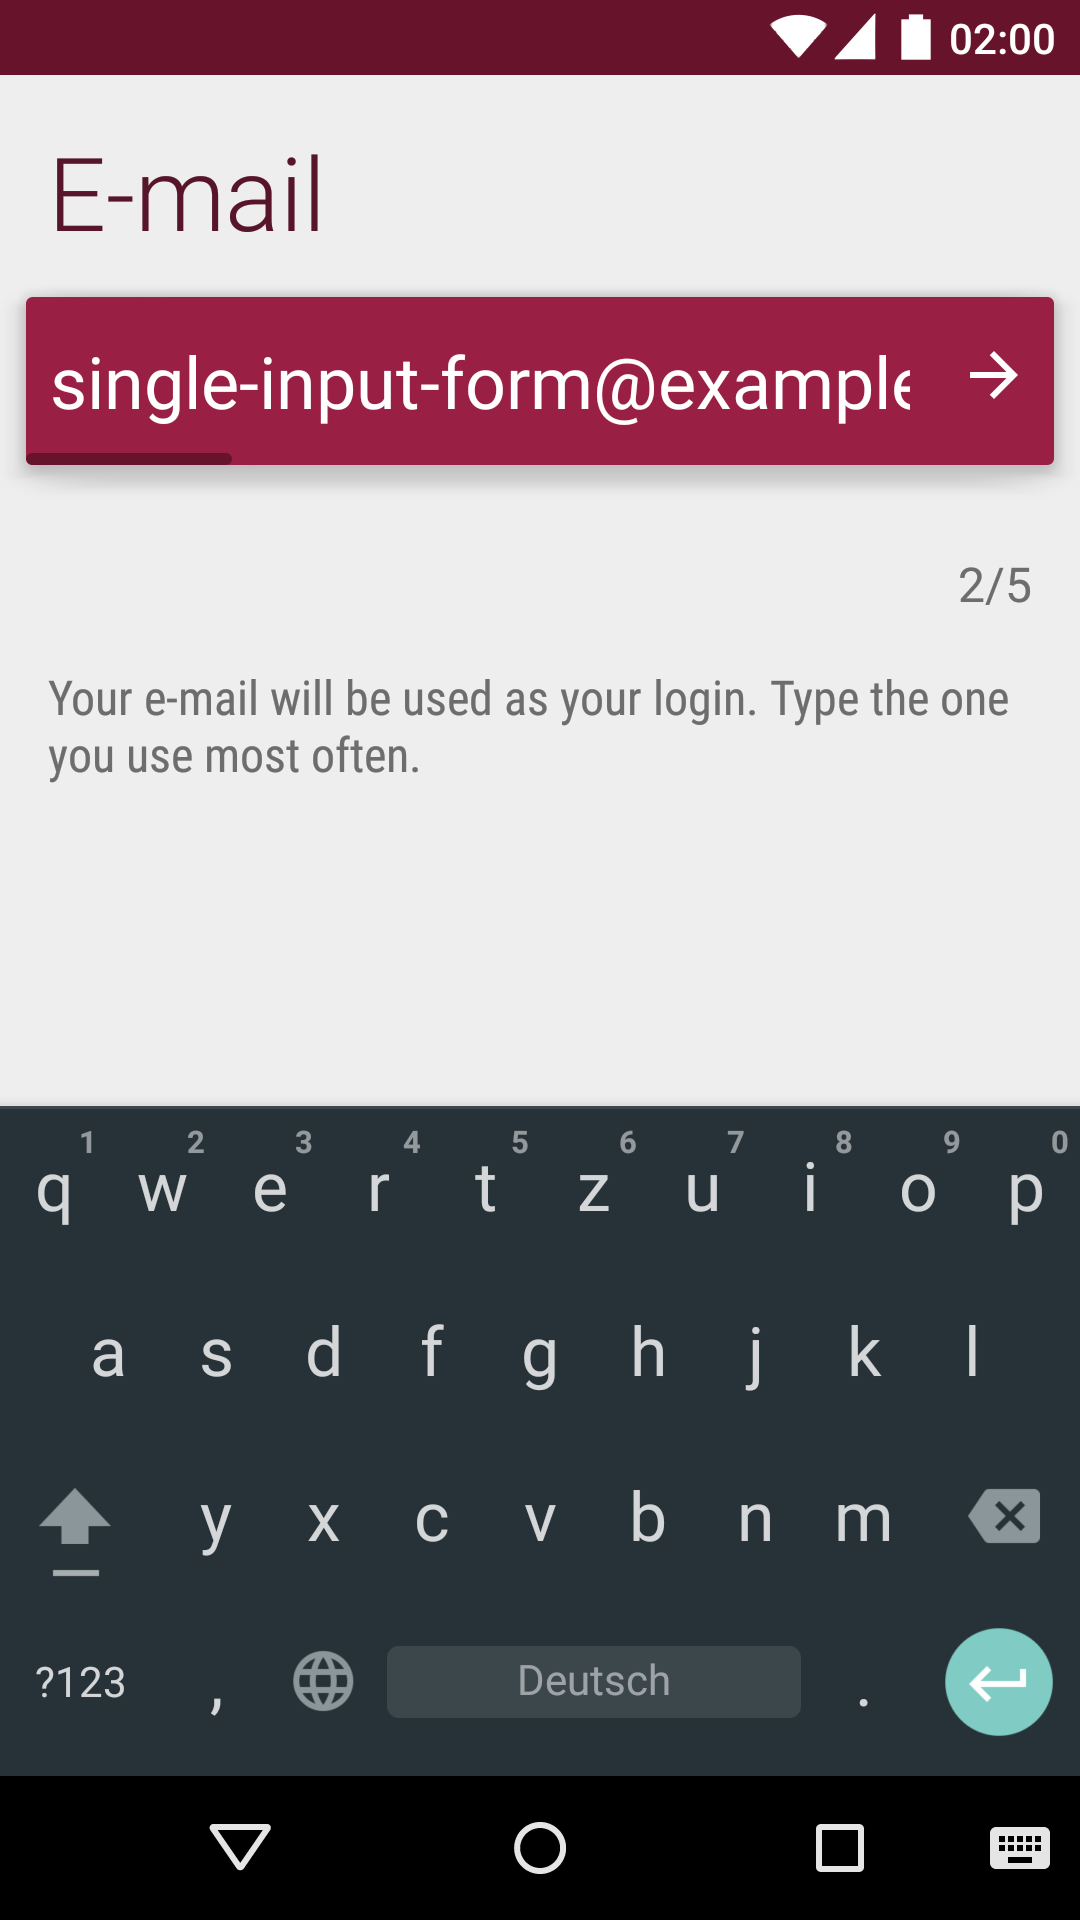 02:00
E-mail
single-input-form@example
2/5
Your e-mail will be used as your login. Type the one
you use most often.
1 2 3 4 5 6 7 8 9 0
q w e r t z u i o p
a s d f g h j k l
y x c v b n m
?123 , Deutsch .